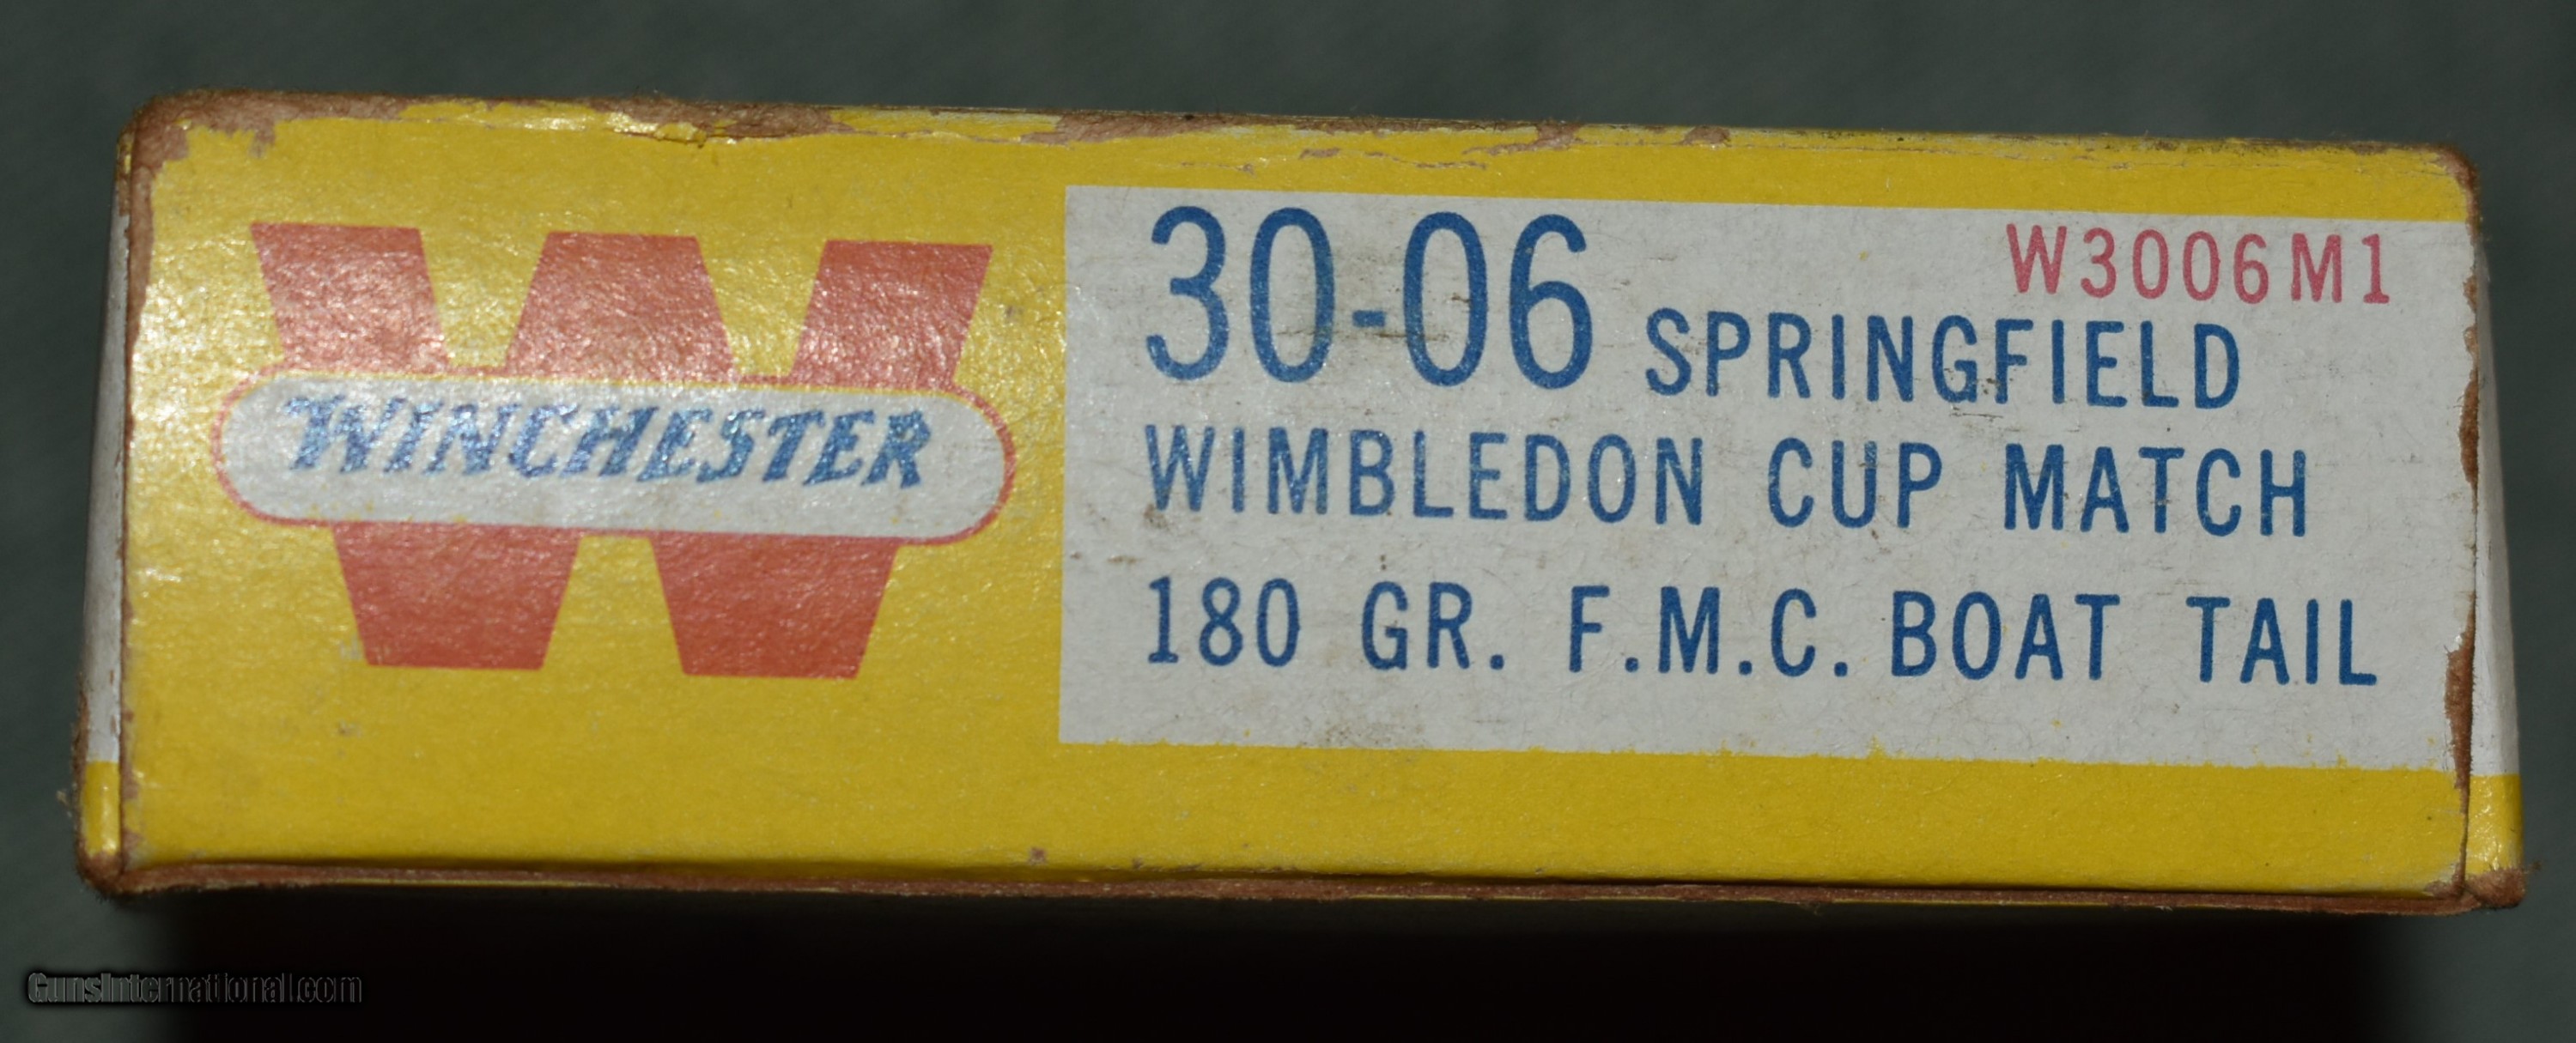 W
WINCHESTER
30-06 SPRINGFIELD
W3006M1
WIMBLEDON CUP MATCH
180 GR. F.M.C. BOAT TAIL
GunsInternational.com